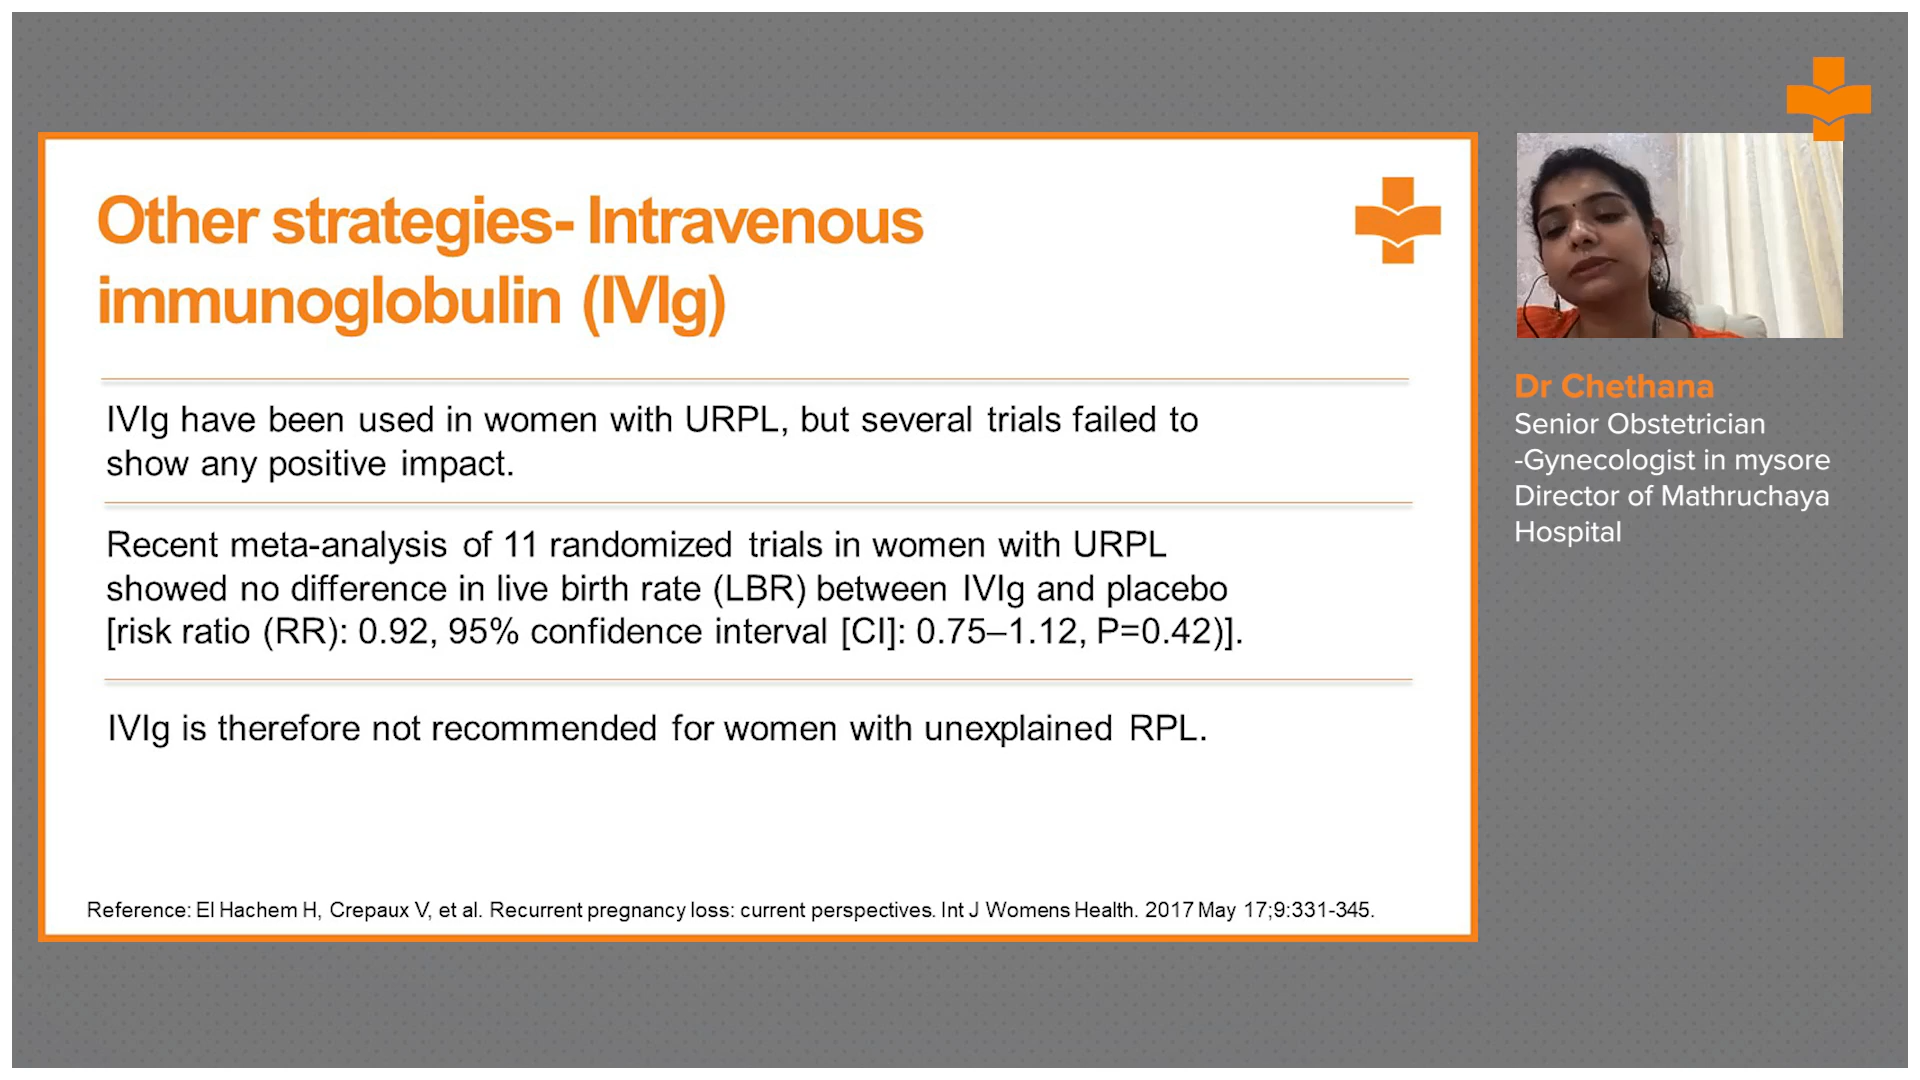 Other strategies- Intravenous
immunoglobulin (IVIg)
IVIg have been used in women with URPL, but several trials failed to
show any positive impact.
Recent meta-analysis of 11 randomized trials in women with URPL
showed no difference in live birth rate (LBR) between IVIg and placebo
[risk ratio (RR): 0.92, 95% confidence interval [CI]: 0.75–1.12, P=0.42)].
IVIg is therefore not recommended for women with unexplained RPL.
Reference: El Hachem H, Crepaux V, et al. Recurrent pregnancy loss: current perspectives. Int J Womens Health. 2017 May 17;9:331-345.
Dr Chethana
Senior Obstetrician
-Gynecologist in mysore
Director of Mathruchaya
Hospital